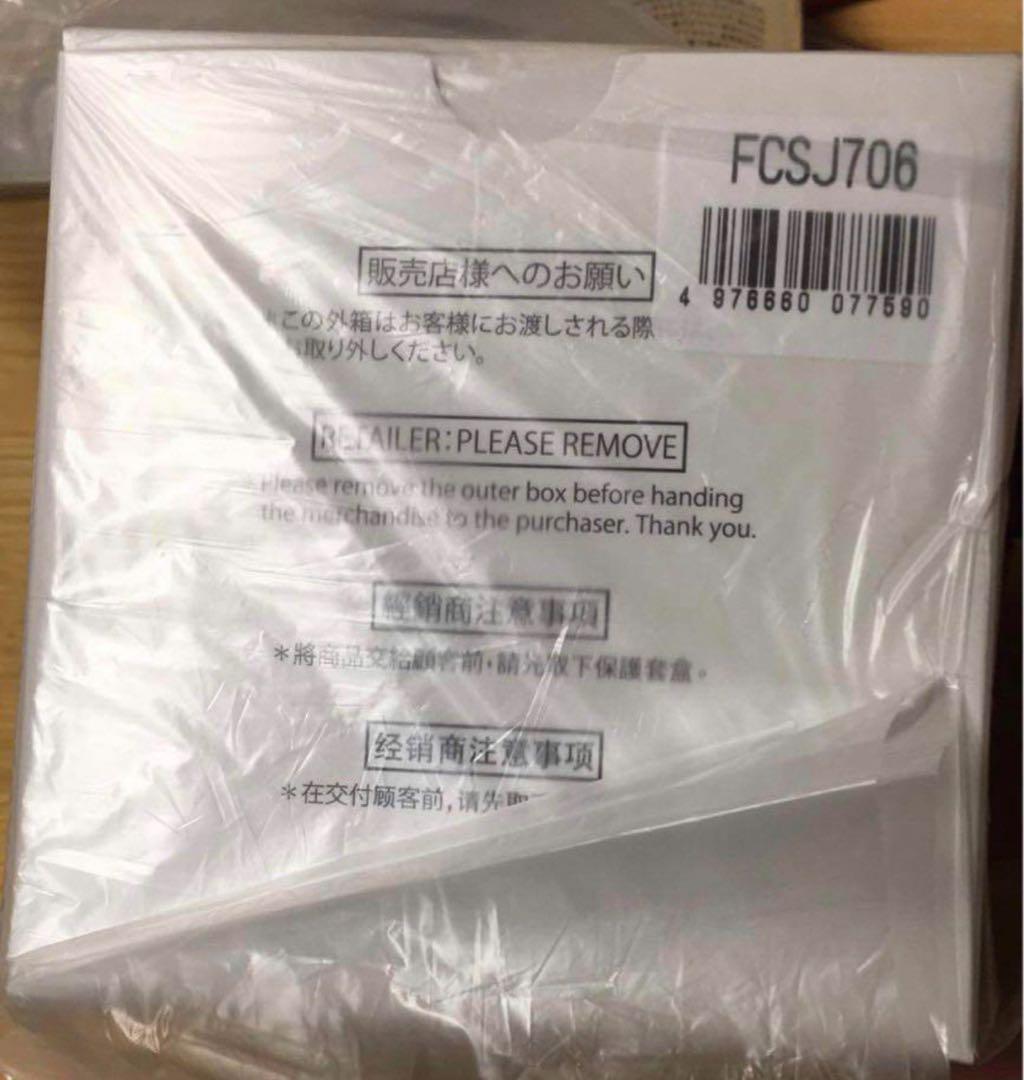 FCSJ706
4 976660 077590
販売店様へのお願い
この外箱はお客様にお渡しされる際
取り外しください。
RETAILER:PLEASE REMOVE
Please remove the outer box before handing
the merchandise to the purchaser. Thank you.
經銷商注意事項
*將商品交給顧客前,請先取下保護套盒。
经销商注意事项
*在交付顾客前,请先取